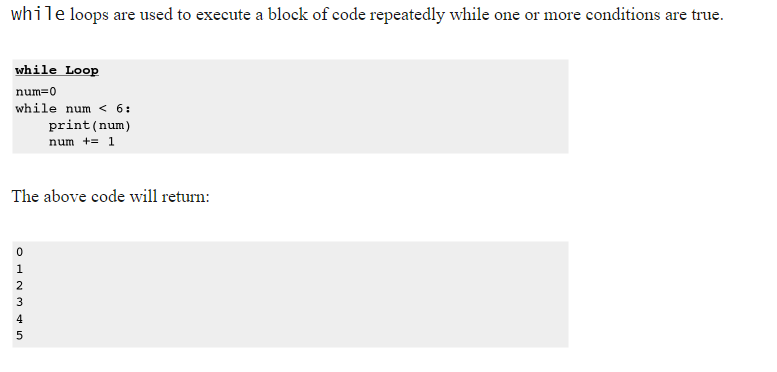 while loops are used to execute a block of code repeatedly while one or more conditions are true.
while Loop
num=0
while num < 6:
    print(num)
    num += 1
The above code will return:
0
1
2
3
4
5